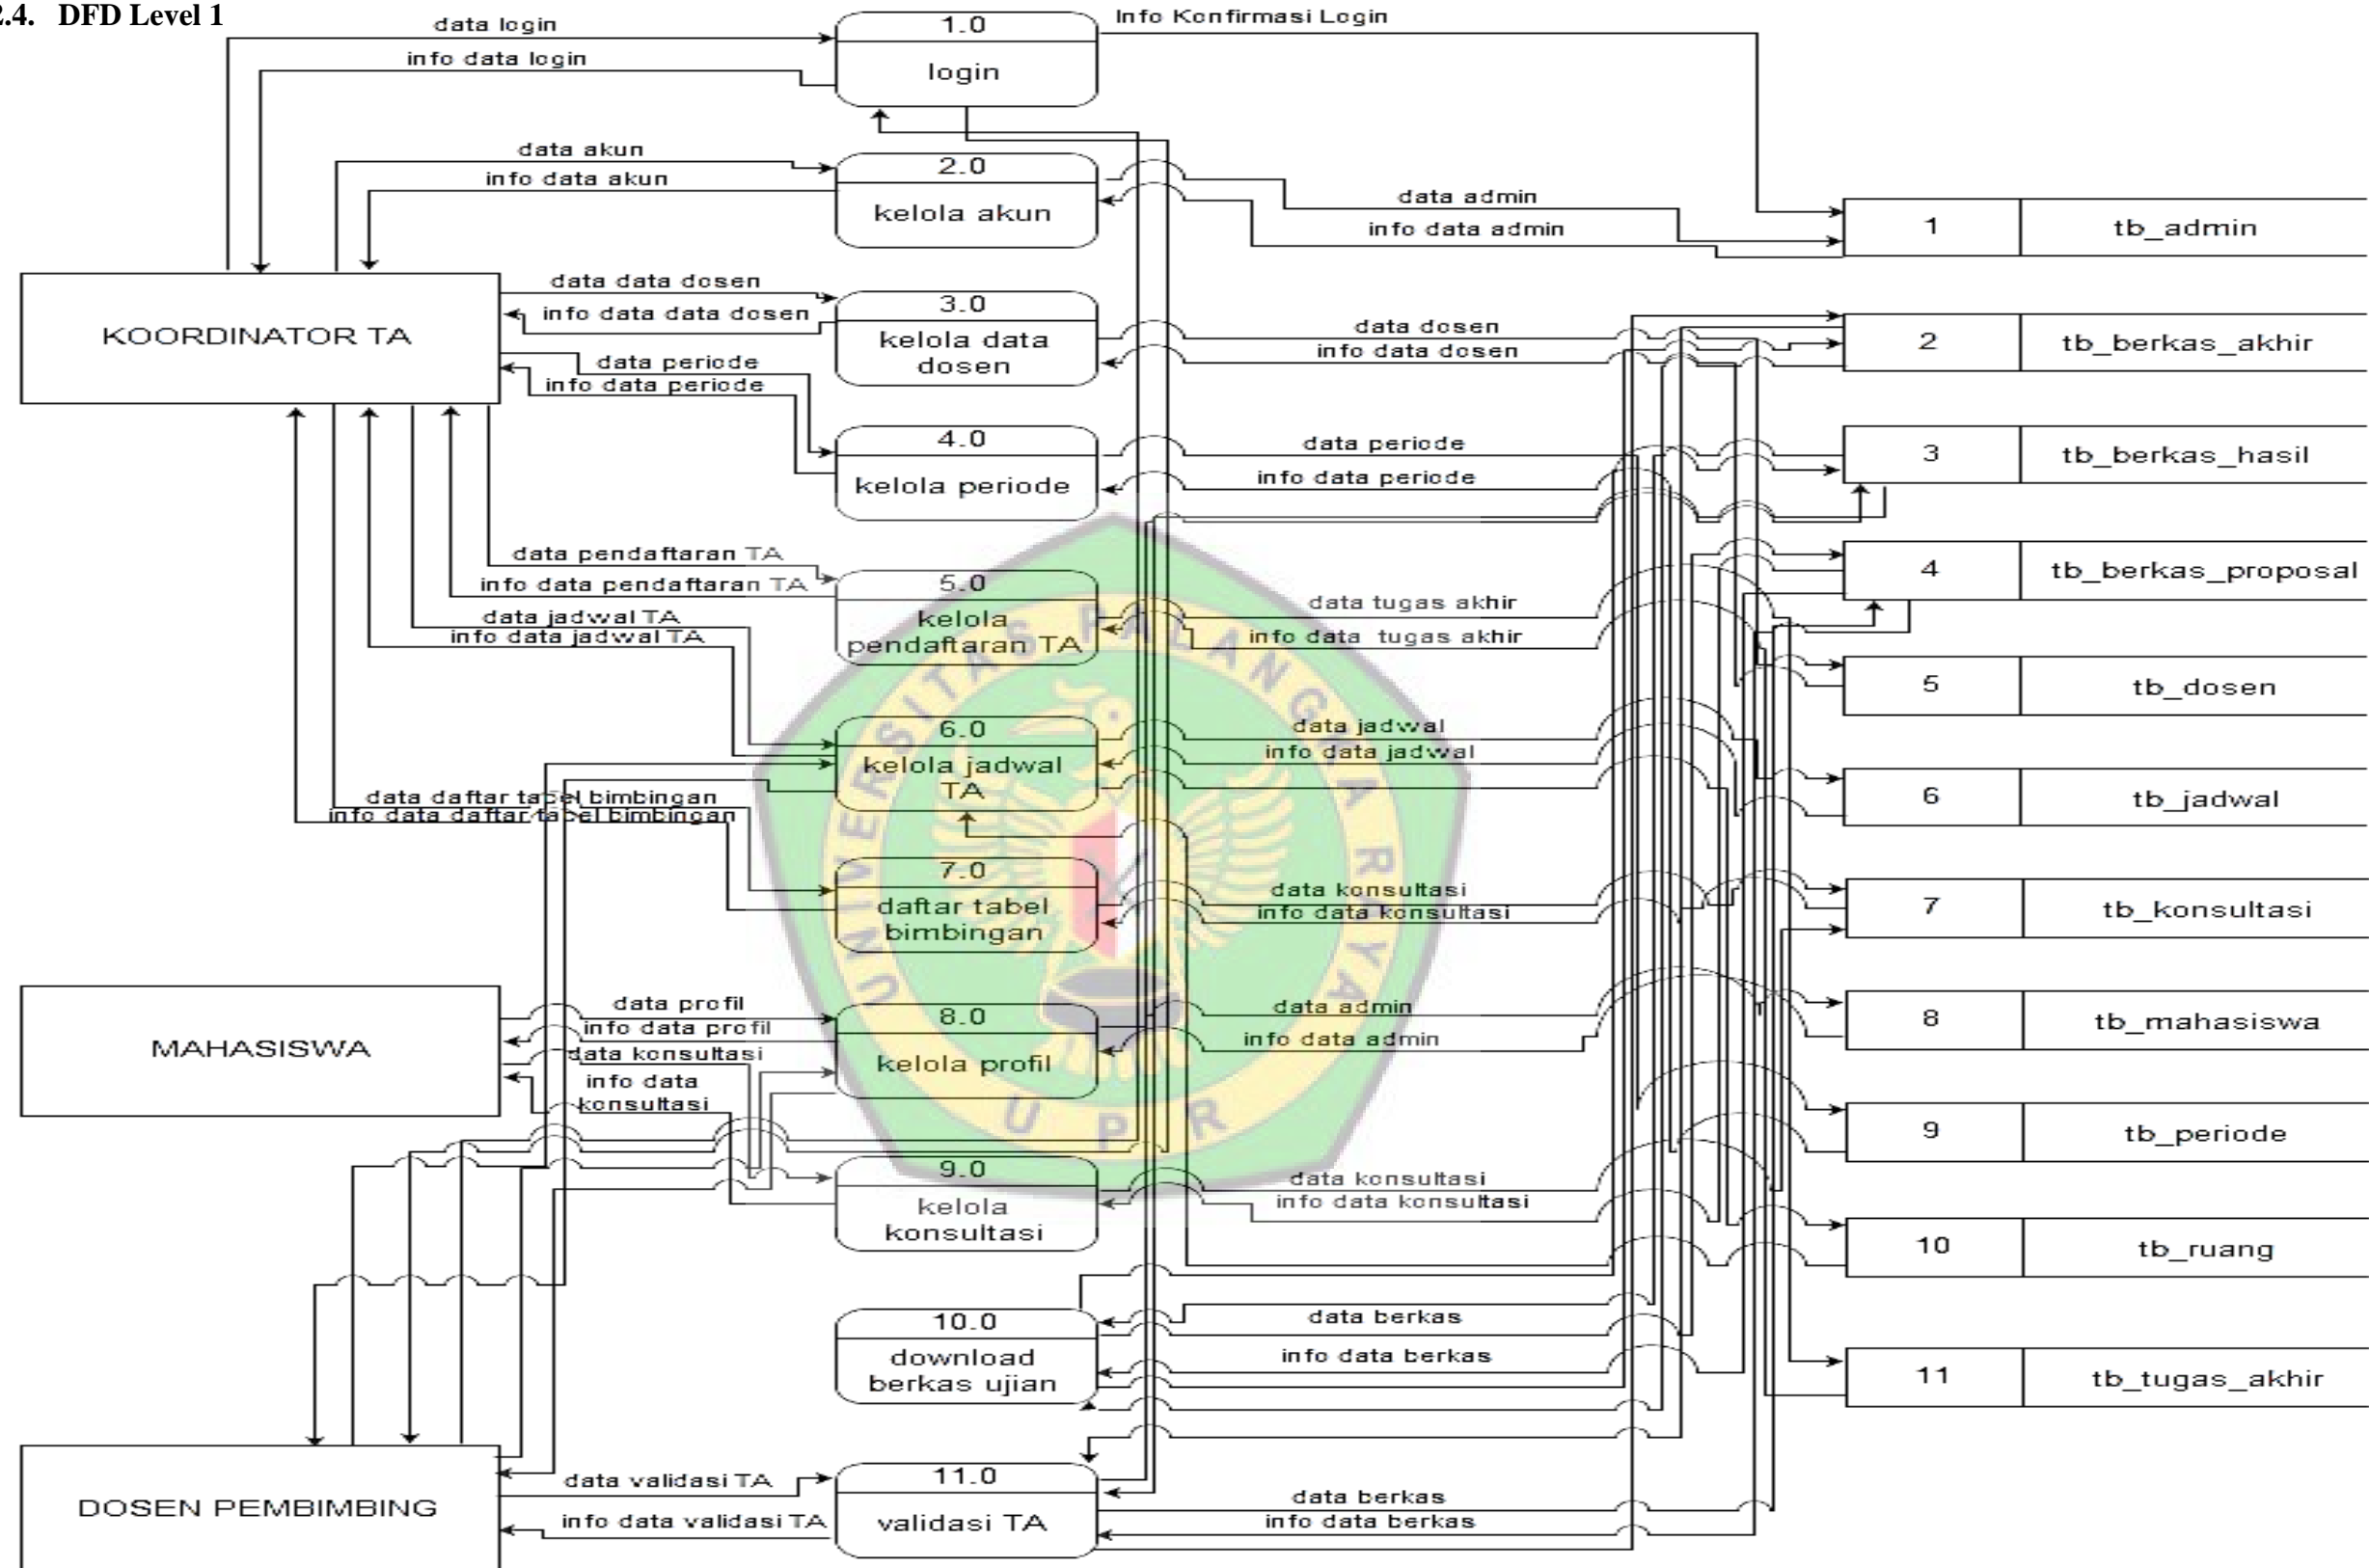 2.4. DFD Level 1
data login
info data login
1.0
login
Info Konfirmasi Login
data akun
info data akun
2.0
kelola akun
data admin
info data admin
1 tb_admin
KOORDINATOR TA
data data dosen
info data data dosen
3.0
kelola data
dosen
data dosen
info data dosen
2 tb_berkas_akhir
data periode
info data periode
4.0
kelola periode
data periode
info data periode
3 tb_berkas_hasil
data pendaftaran TA
info data pendaftaran TA
5.0
kelola
pendaftaran TA
data tugas akhir
info data tugas akhir
4 tb_berkas_proposal
data jadwal TA
info data jadwal TA
5 tb_dosen
6.0
kelola jadwal
TA
data jadwal
info data jadwal
6 tb_jadwal
data daftar tabel bimbingan
info data daftar tabel bimbingan
7.0
daftar tabel
bimbingan
data konsultasi
info data konsultasi
7 tb_konsultasi
MAHASISWA
data profil
info data profil
data konsultasi
info data
konsultasi
8.0
kelola profil
data admin
info data admin
8 tb_mahasiswa
9 tb_periode
9.0
kelola
konsultasi
data konsultasi
info data konsultasi
10 tb_ruang
10.0
download
berkas ujian
data berkas
info data berkas
11 tb_tugas_akhir
DOSEN PEMBIMBING
data validasi TA
info data validasi TA
11.0
validasi TA
data berkas
info data berkas
UNIVERSITAS PALANGKA RAYA
UPR